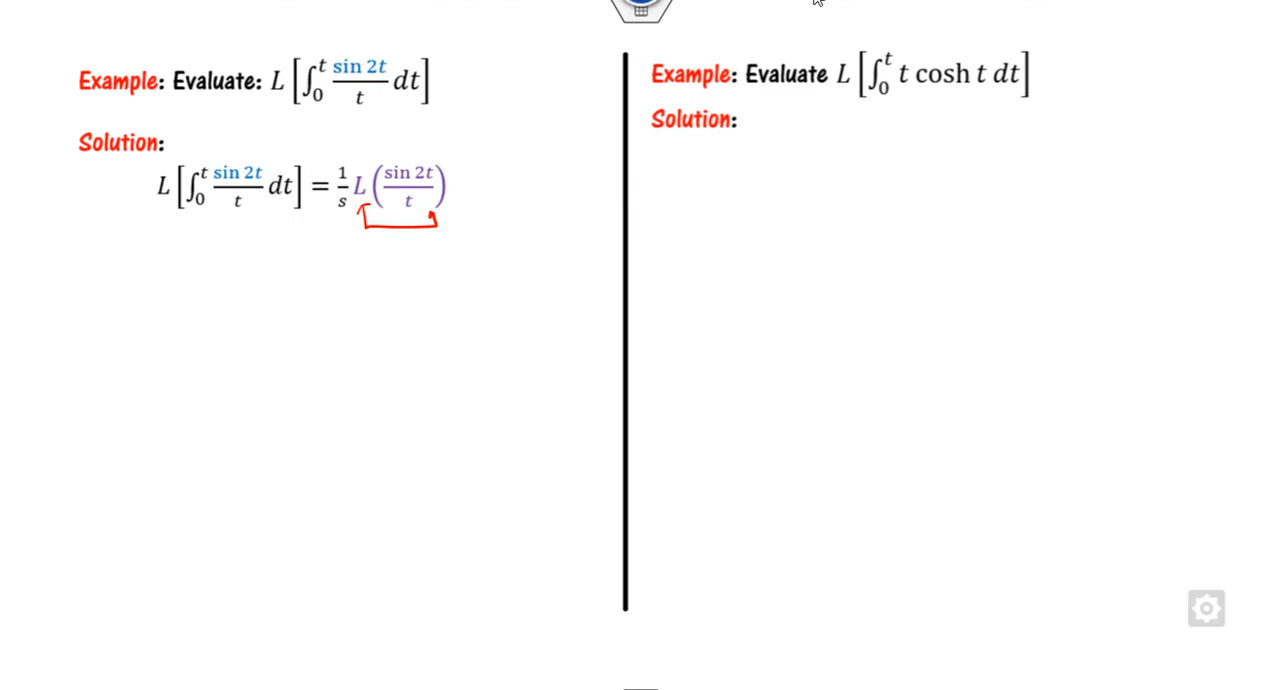 Example: Evaluate: L [∫₀ᵗ sin 2t / t dt]
Solution:
L [∫₀ᵗ sin 2t / t dt] = 1/s L (sin 2t / t)
Example: Evaluate L [∫₀ᵗ t cosh t dt]
Solution: